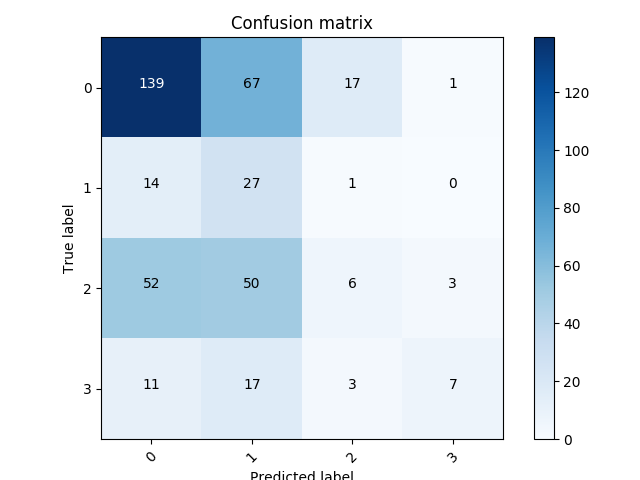 Confusion matrix
0 139 67 17 1
1 14 27 1 0
2 52 50 6 3
3 11 17 3 7
0 1 2 3
True label
Predicted label
120
100
80
60
40
20
0